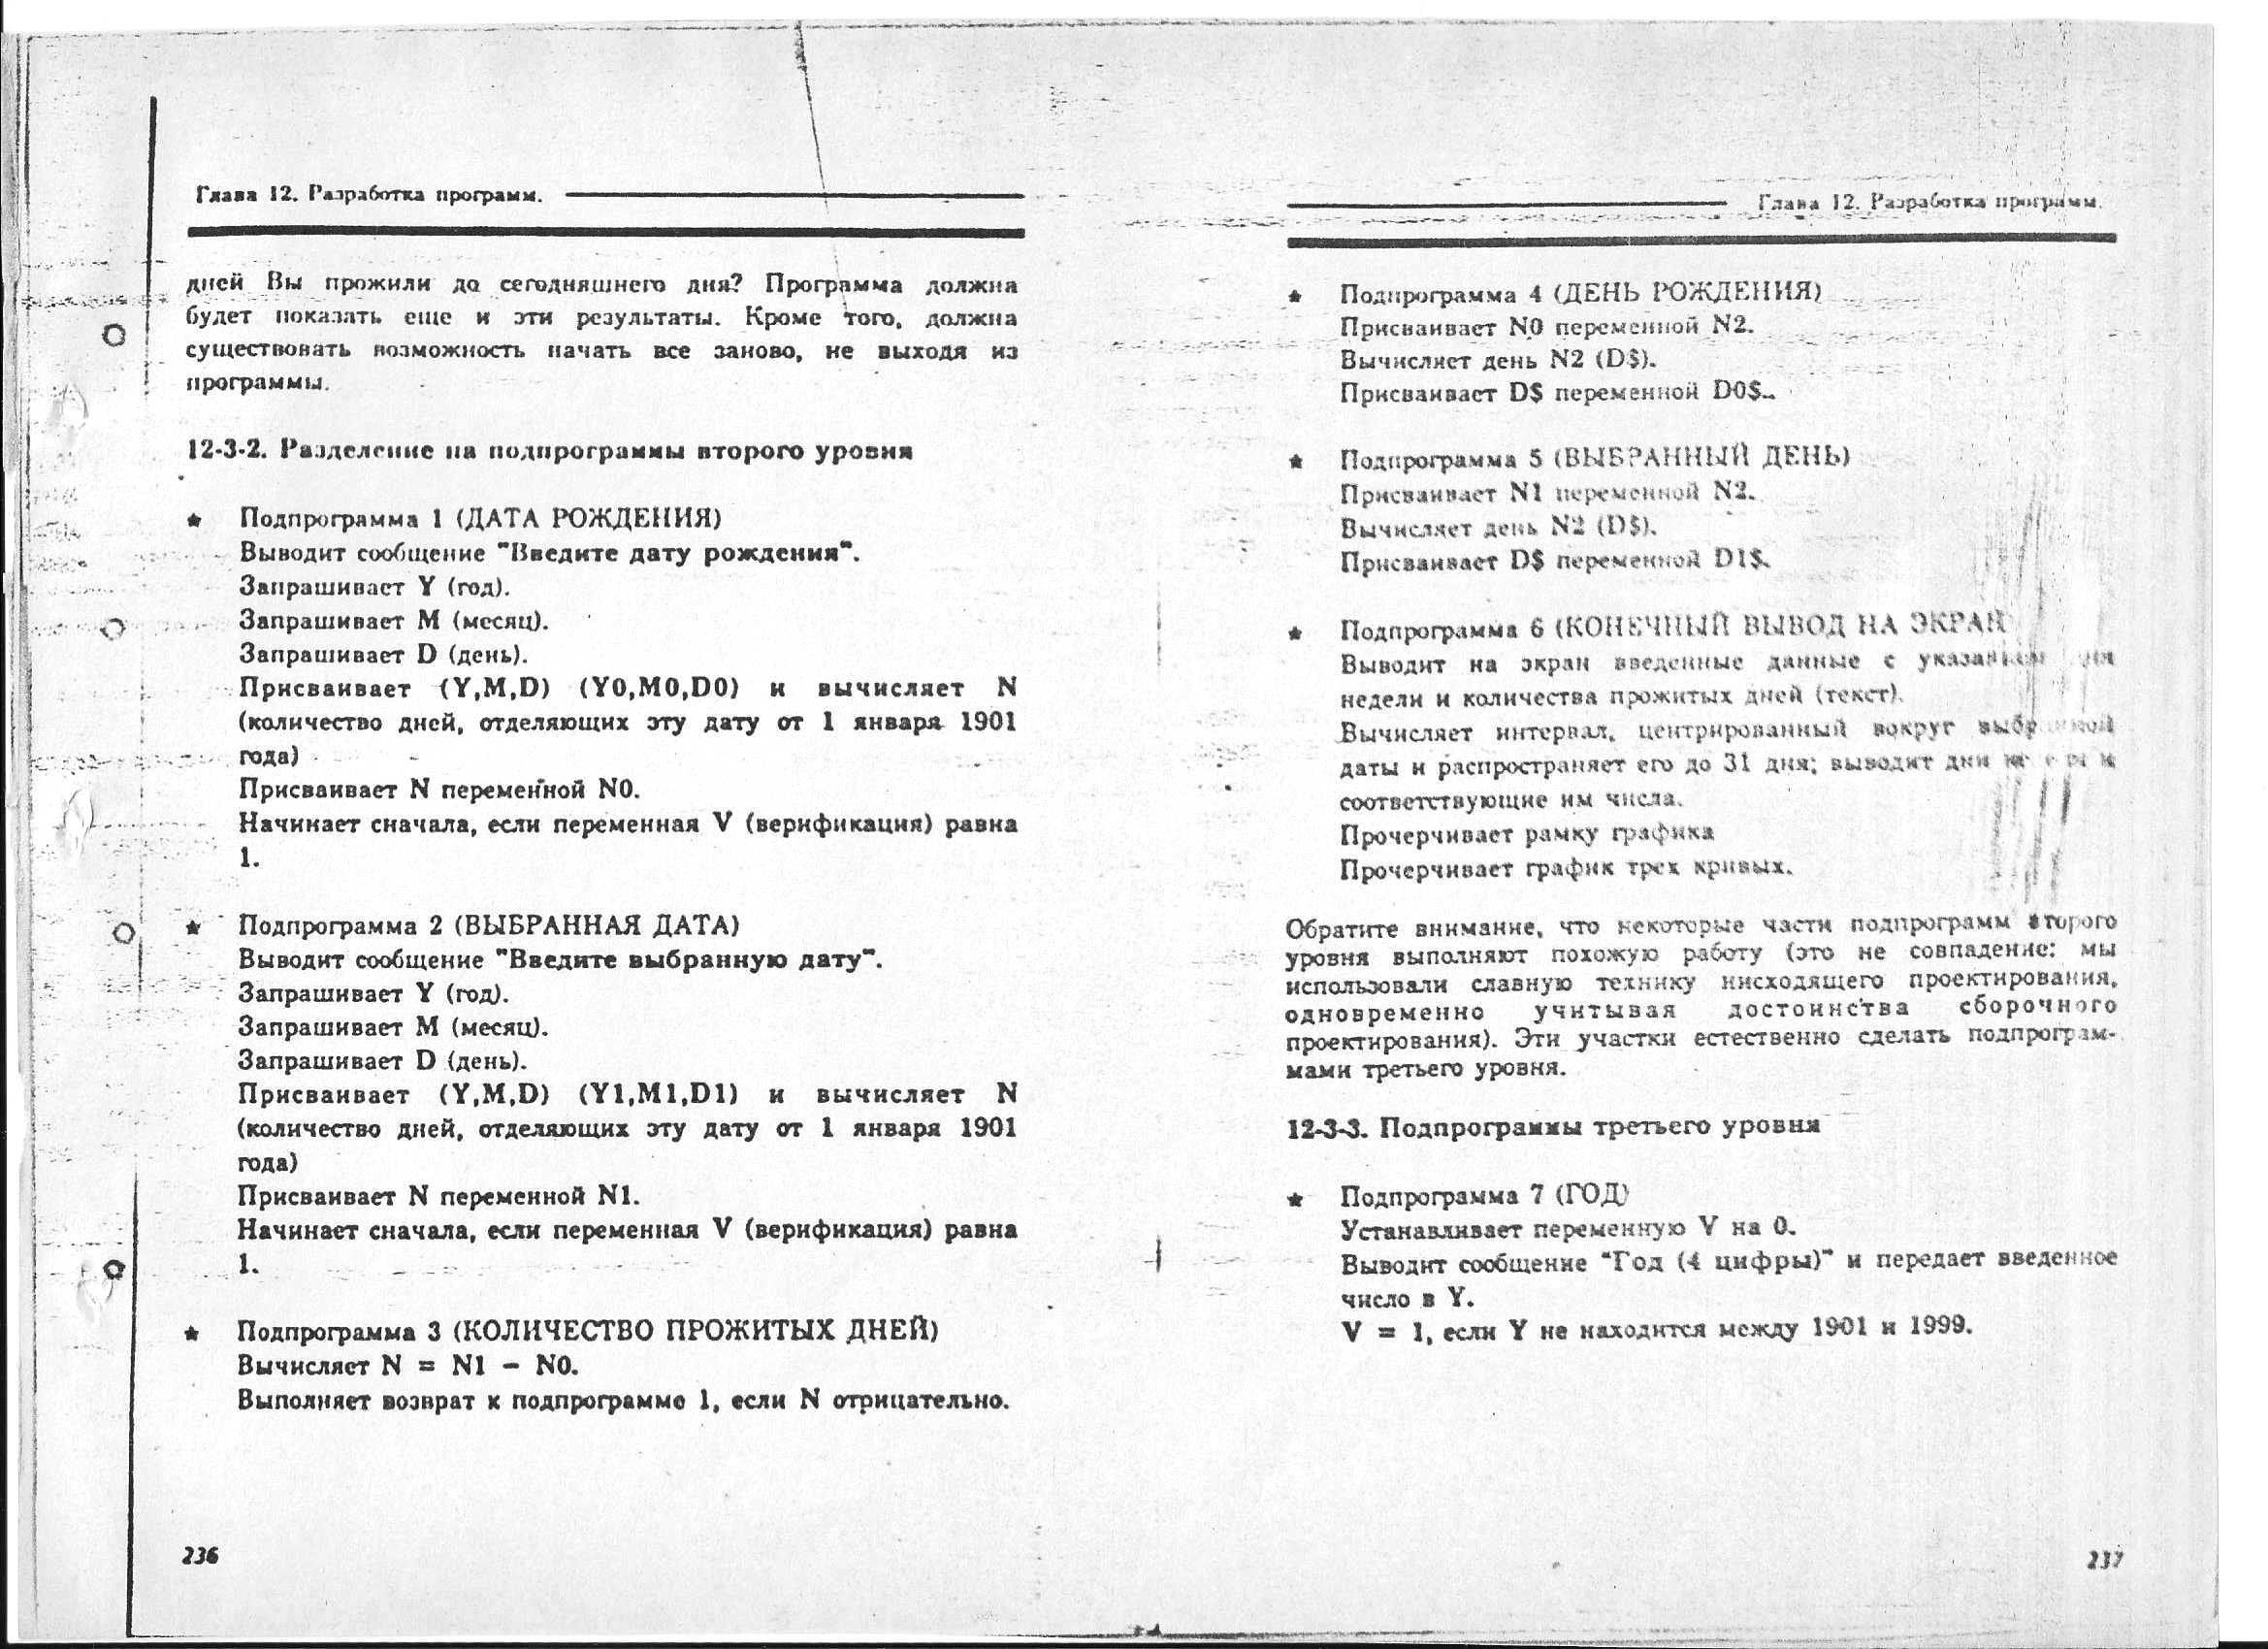 Глава 12. Разработка программ.
дней Вы прожили до сегодняшнего дня? Программа должна
будет показать еще и эти результаты. Кроме того, должна
существовать возможность начать все заново, не выходя из
программы.
12-3-2. Разделение на подпрограммы второго уровня
★ Подпрограмма 1 (ДАТА РОЖДЕНИЯ)
Выводит сообщение "Введите дату рождения".
Запрашивает Y (год).
Запрашивает M (месяц).
Запрашивает D (день).
Присваивает (Y,M,D) (Y0,M0,D0) и вычисляет N
(количество дней, отделяющих эту дату от 1 января 1901
года)
Присваивает N переменной N0.
Начинает сначала, если переменная V (верификация) равна
1.
★ Подпрограмма 2 (ВЫБРАННАЯ ДАТА)
Выводит сообщение "Введите выбранную дату".
Запрашивает Y (год).
Запрашивает M (месяц).
Запрашивает D (день).
Присваивает (Y,M,D) (Y1,M1,D1) и вычисляет N
(количество дней, отделяющих эту дату от 1 января 1901
года)
Присваивает N переменной N1.
Начинает сначала, если переменная V (верификация) равна
1.
★ Подпрограмма 3 (КОЛИЧЕСТВО ПРОЖИТЫХ ДНЕЙ)
Вычисляет N = N1 - N0.
Выполняет возврат к подпрограмме 1, если N отрицательно.
236
Глава 12. Разработка программ.
★ Подпрограмма 4 (ДЕНЬ РОЖДЕНИЯ)
Присваивает N0 переменной N2.
Вычисляет день N2 (D$).
Присваивает D$ переменной D0$.
★ Подпрограмма 5 (ВЫБРАННЫЙ ДЕНЬ)
Присваивает N1 переменной N2.
Вычисляет день N2 (D$).
Присваивает D$ переменной D1$.
★ Подпрограмма 6 (КОНЕЧНЫЙ ВЫВОД НА ЭКРАН
Выводит на экран введенные данные с указанием дня
недели и количества прожитых дней (текст).
Вычисляет интервал, центрированный вокруг выбранной
даты и распространяет его до 31 дня; выводит дни и
соответствующие им числа.
Прочерчивает рамку графика
Прочерчивает график трех кривых.
Обратите внимание, что некоторые части подпрограмм второго
уровня выполняют похожую работу (это не совпадение: мы
использовали славную технику нисходящего проектирования,
одновременно учитывая достоинства сборочного
проектирования). Эти участки естественно сделать подпрограм-
мами третьего уровня.
12-3-3. Подпрограммы третьего уровня
★ Подпрограмма 7 (ГОД)
Устанавливает переменную V на 0.
Выводит сообщение "Год (4 цифры)" и передает введенное
число в Y.
V = 1, если Y не находится между 1901 и 1999.
237